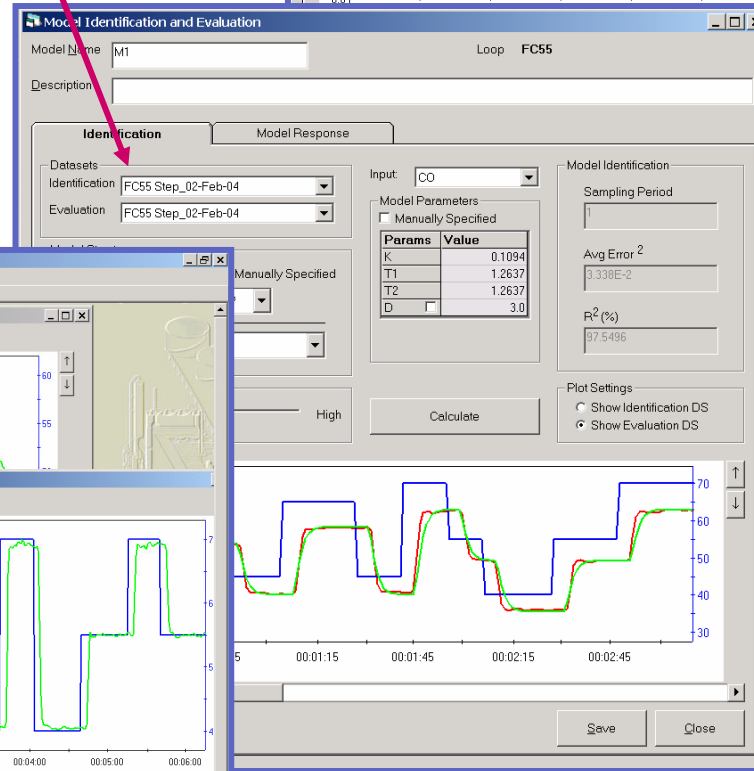 Model Identification and Evaluation
Model Name M1 Loop FC55
Description
Identification Model Response
Datasets
Identification FC55 Step_02-Feb-04
Evaluation FC55 Step_02-Feb-04
Input: CO
Model Parameters
Manually Specified
Params Value
K 0.1094
T1 1.2637
T2 1.2637
D 3.0
Model Identification
Sampling Period
1
Avg Error 2
3.338E-2
R2 (%)
97.5496
Manually Specified
High
Calculate
Plot Settings
Show Identification DS
Show Evaluation DS
60
55
70
60
50
40
30
00:01:15 00:01:45 00:02:15 00:02:45
00:04:00 00:05:00 00:06:00
Save Close